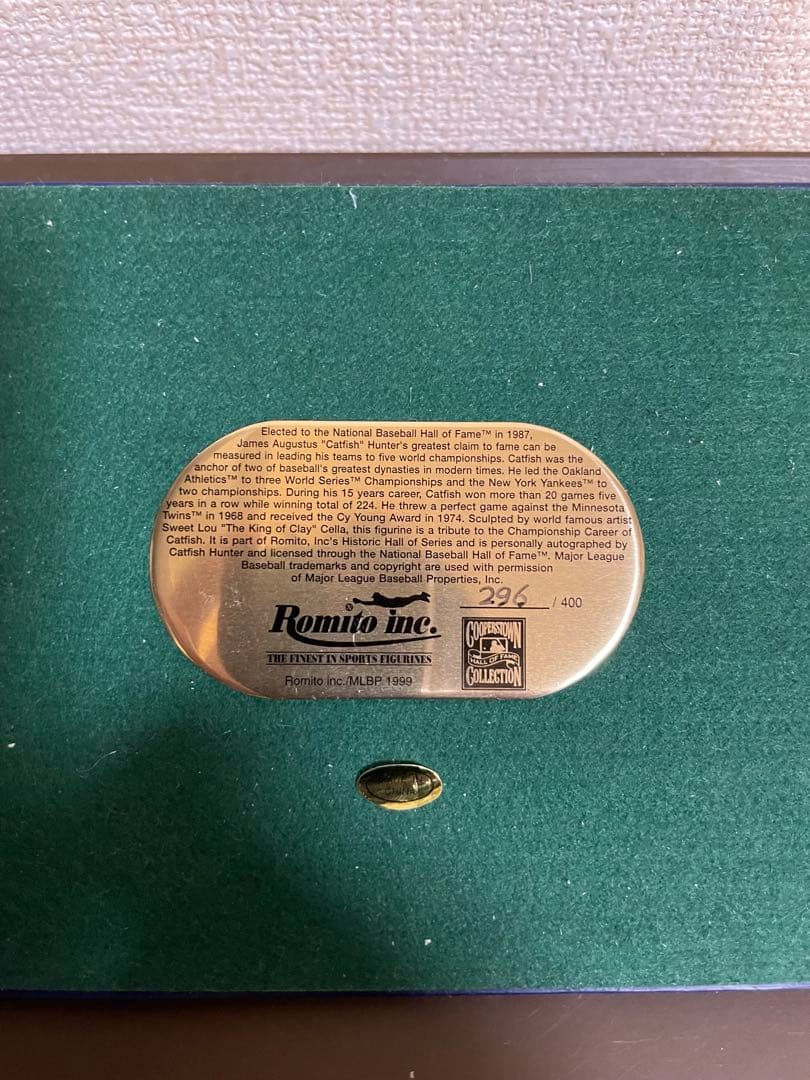 Elected to the National Baseball Hall of Fame™ in 1987,
James Augustus "Catfish" Hunter's greatest claim to fame can be
measured in leading his teams to five world championships. Catfish was the
anchor of two of baseball's greatest dynasties in modern times. He led the Oakland
Athletics™ to three World Series™ Championships and the New York Yankees™ to
two championships. During his 15 years career, Catfish won more than 20 games five
years in a row while winning total of 224. He threw a perfect game against the Minnesota
Twins™ in 1968 and received the Cy Young Award in 1974. Sculpted by world famous artist
Sweet Lou "The King of Clay" Cella, this figurine is a tribute to the Championship Career of
Catfish. It is part of Romito, Inc's Historic Hall of Series and is personally autographed by
Catfish Hunter and licensed through the National Baseball Hall of Fame™. Major League
Baseball trademarks and copyright are used with permission
of Major League Baseball Properties, Inc.
296 / 400
Romito inc.
THE FINEST IN SPORTS FIGURINES
Romito inc./MLBP 1999
COOPERSTOWN
HALL OF FAME
COLLECTION